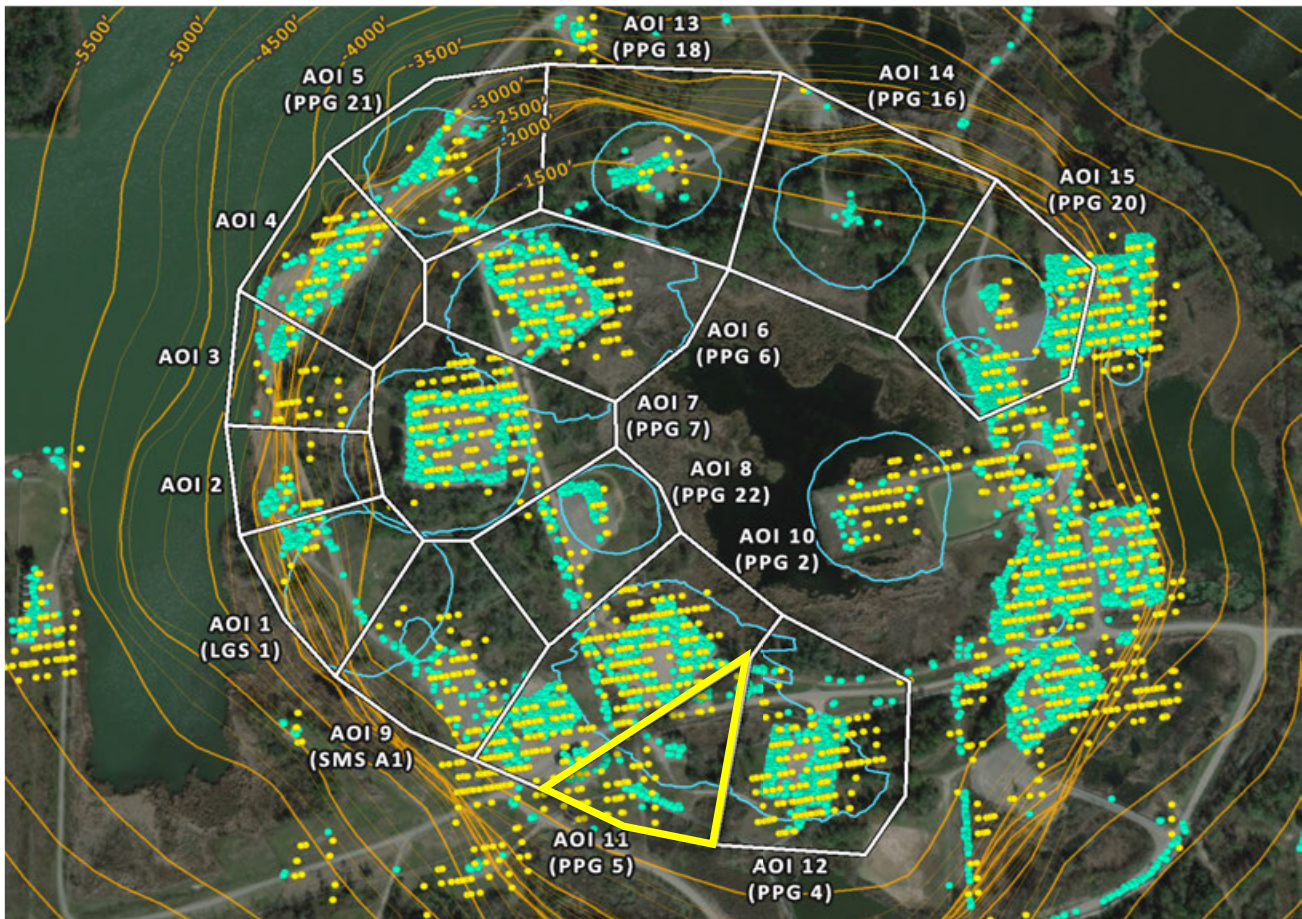 -5500'
-5000'
-4500'
-4000'
-3500'
-3000'
-2500'
-2000'
-1500'
AOI 13
(PPG 18)
AOI 5
(PPG 21)
AOI 14
(PPG 16)
AOI 15
(PPG 20)
AOI 4
AOI 3
AOI 6
(PPG 6)
AOI 7
(PPG 7)
AOI 2
AOI 8
(PPG 22)
AOI 10
(PPG 2)
AOI 1
(LGS 1)
AOI 9
(SMS A1)
AOI 11
(PPG 5)
AOI 12
(PPG 4)